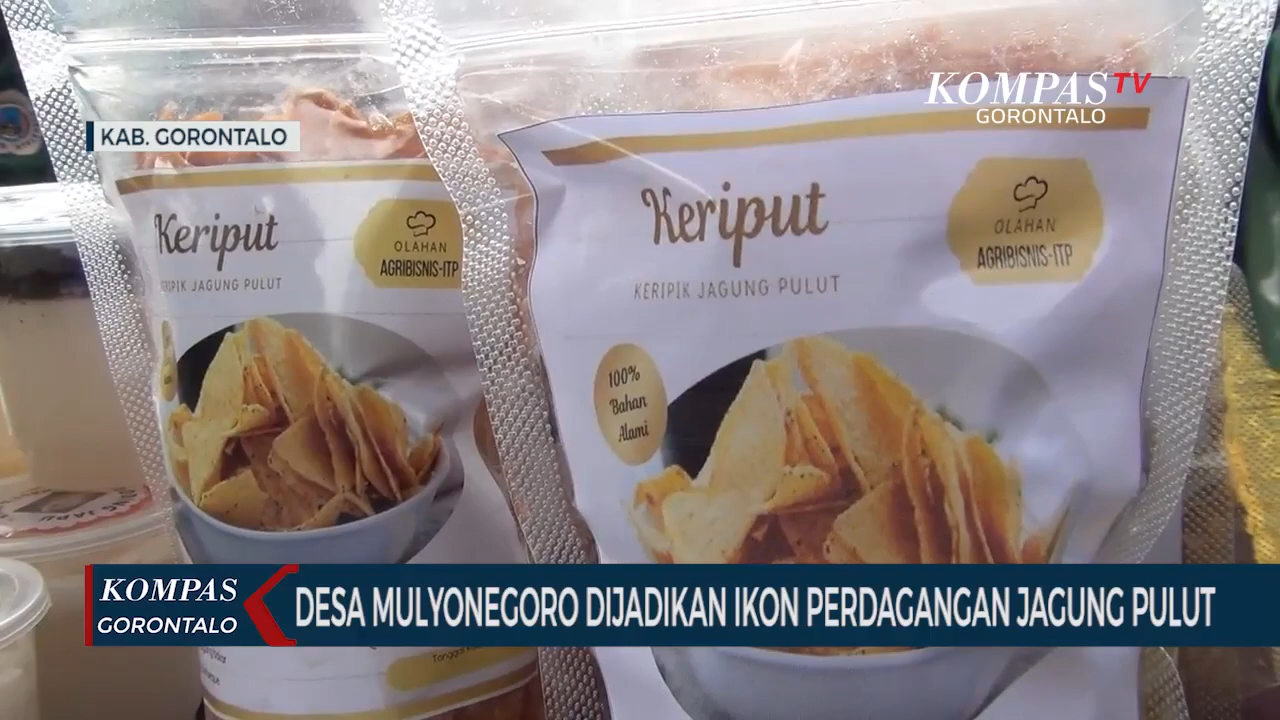 KOMPAS TV
GORONTALO
KAB. GORONTALO
Keriput
KERIPIK JAGUNG PULUT
OLAHAN
AGRIBISNIS-ITP
Keriput
KERIPIK JAGUNG PULUT
OLAHAN
AGRIBISNIS-ITP
100%
Bahan
Alami
KOMPAS
GORONTALO
DESA MULYONEGORO DIJADIKAN IKON PERDAGANGAN JAGUNG PULUT